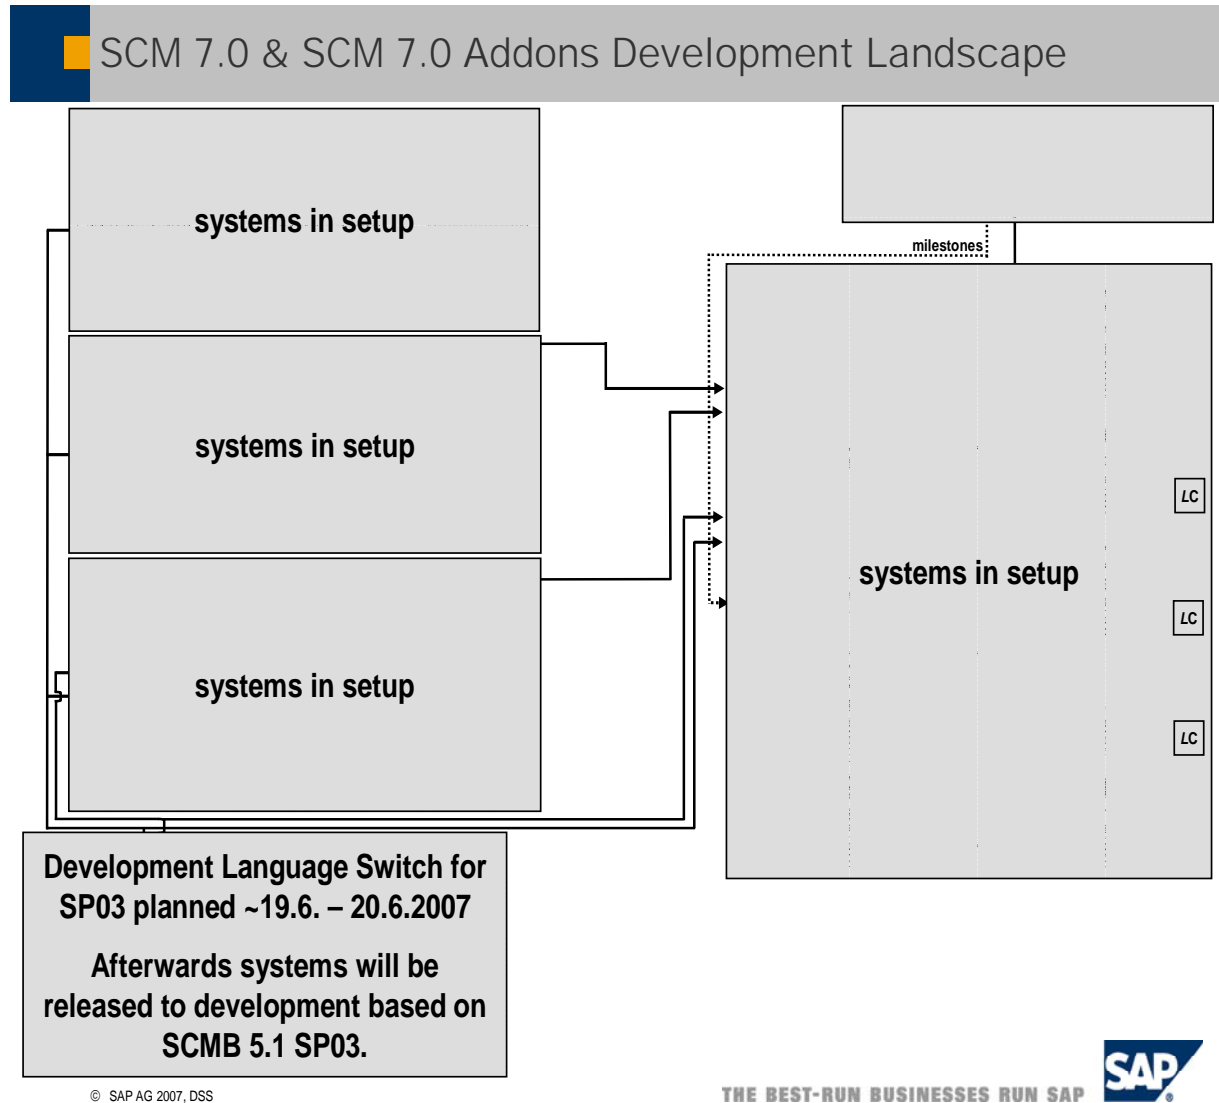 SCM 7.0 & SCM 7.0 Addons Development Landscape
systems in setup
milestones
systems in setup
LC
systems in setup
LC
systems in setup
LC
Development Language Switch for
SP03 planned ~19.6. – 20.6.2007
Afterwards systems will be
released to development based on
SCMB 5.1 SP03.
© SAP AG 2007, DSS
THE BEST-RUN BUSINESSES RUN SAP
SAP